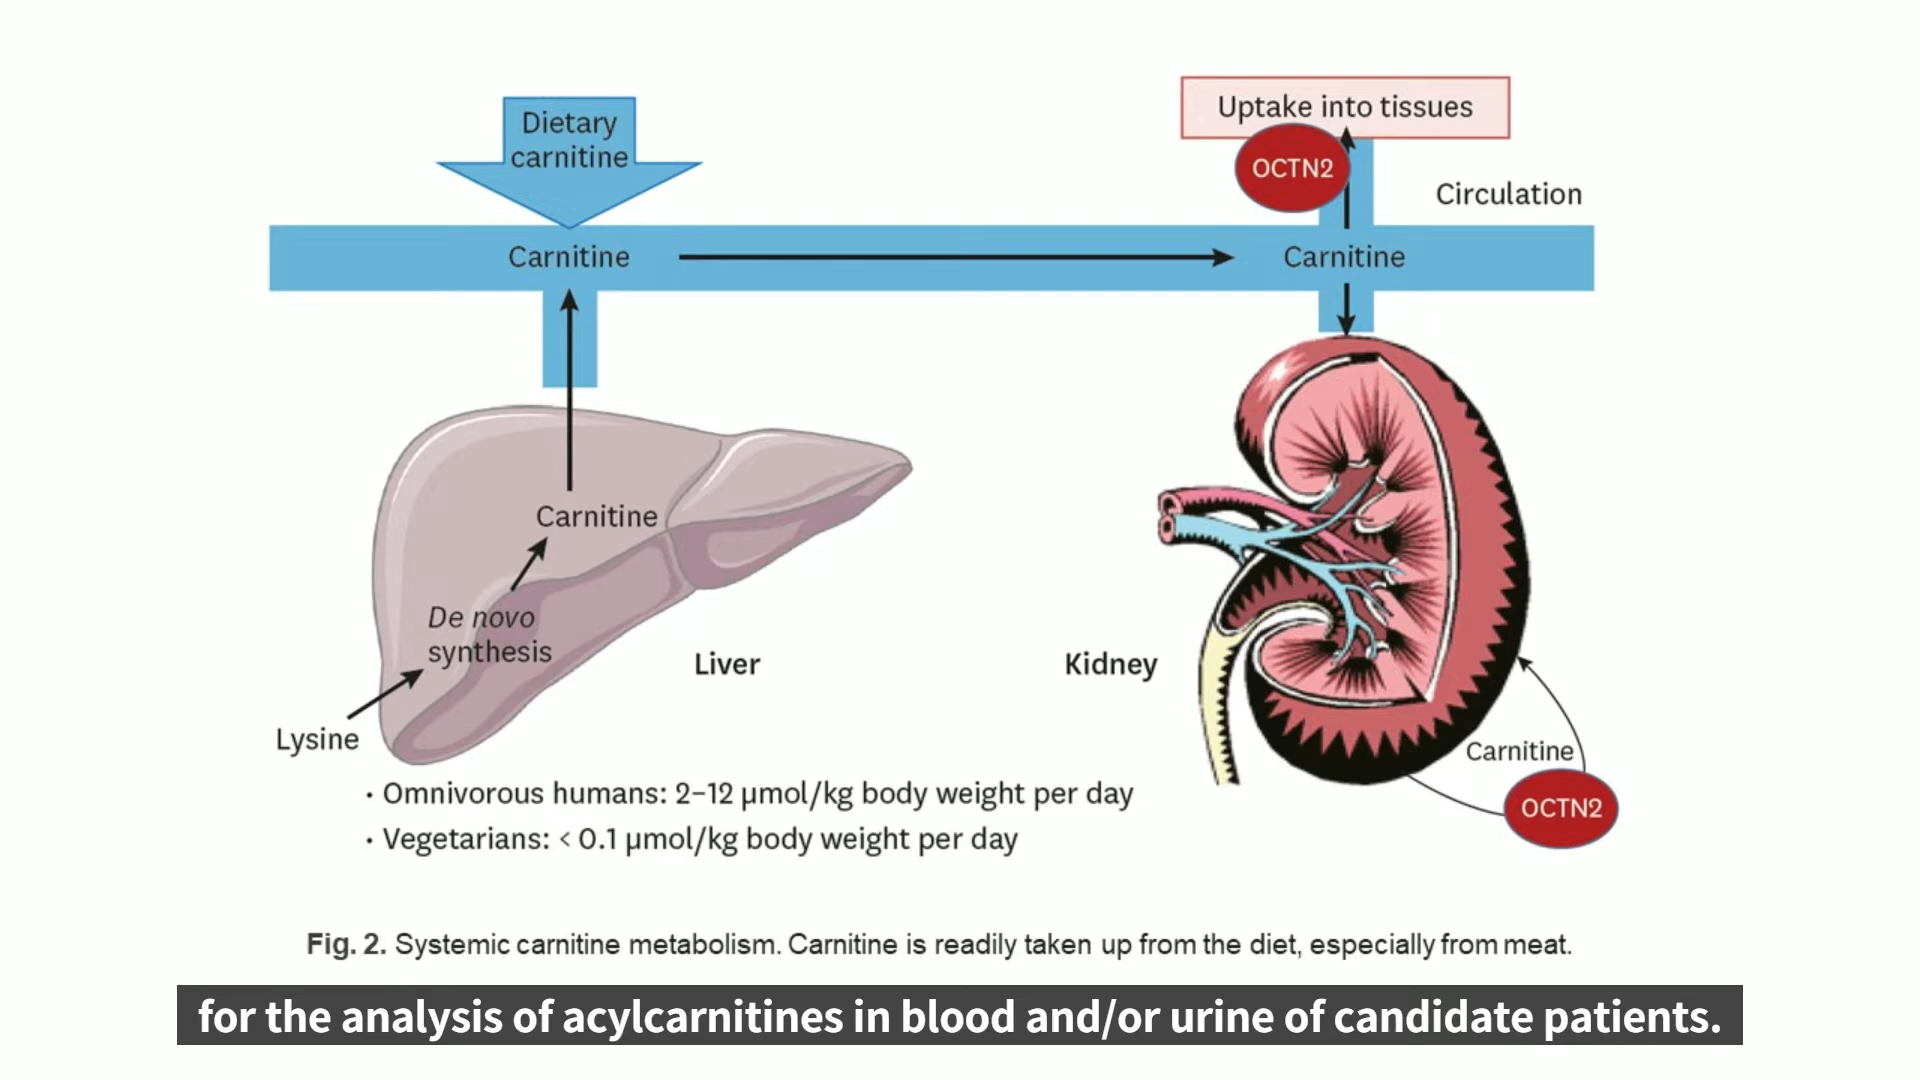 Dietary
carnitine
Uptake into tissues
OCTN2
Circulation
Carnitine
Carnitine
Carnitine
De novo
synthesis
Liver
Kidney
Lysine
Carnitine
OCTN2
· Omnivorous humans: 2–12 µmol/kg body weight per day
· Vegetarians: < 0.1 µmol/kg body weight per day
Fig. 2. Systemic carnitine metabolism. Carnitine is readily taken up from the diet, especially from meat.
for the analysis of acylcarnitines in blood and/or urine of candidate patients.